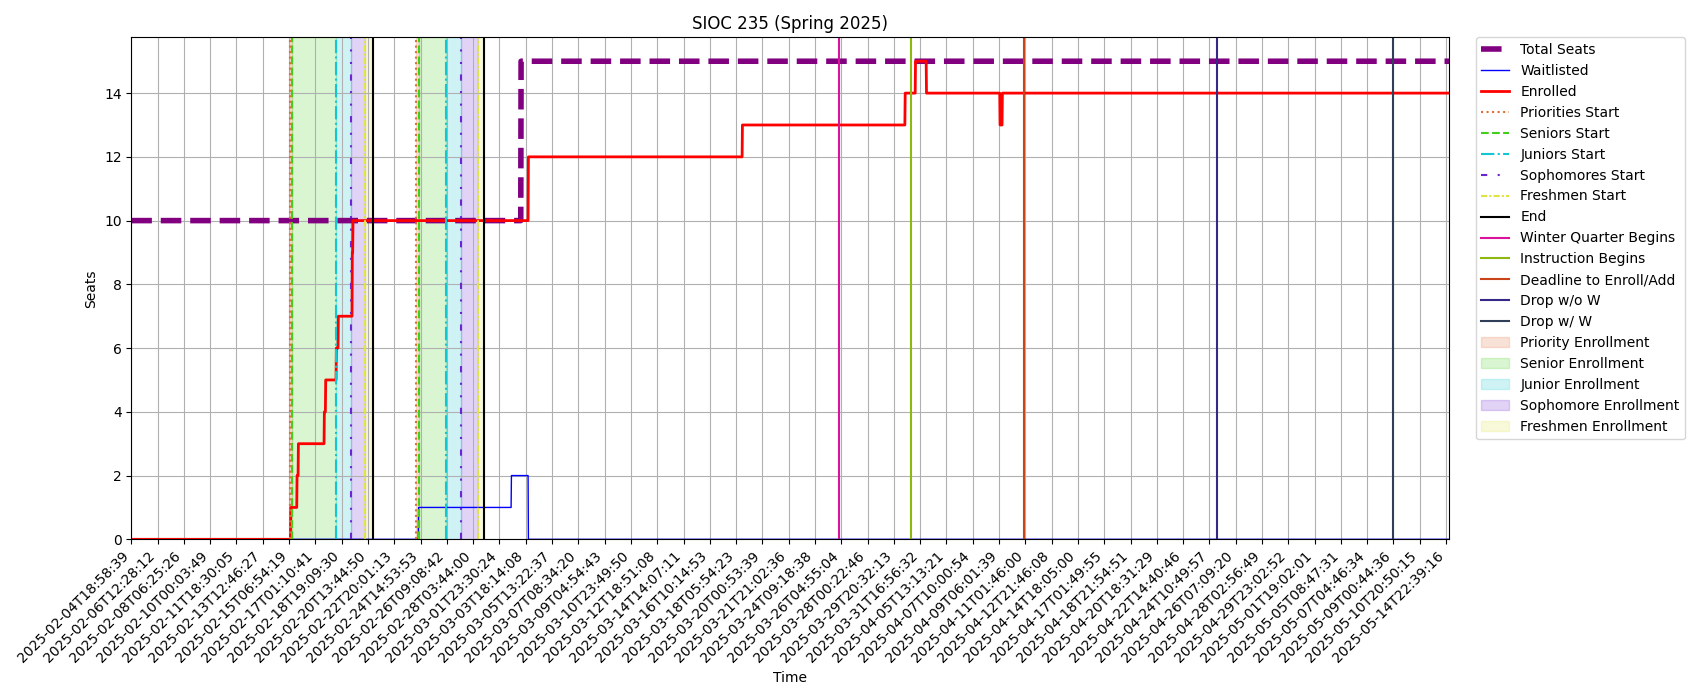 SIOC 235 (Spring 2025)
Seats
14
12
10
8
6
4
2
0
2025-02-04T18:58:39
2025-02-06T12:28:12
2025-02-08T06:25:26
2025-02-10T00:03:49
2025-02-11T18:30:05
2025-02-13T12:46:27
2025-02-15T06:54:19
2025-02-17T01:10:41
2025-02-18T19:09:30
2025-02-20T13:44:50
2025-02-22T20:01:13
2025-02-24T14:53:53
2025-02-26T09:08:42
2025-02-28T03:44:00
2025-03-01T23:30:24
2025-03-03T18:14:08
2025-03-05T13:22:37
2025-03-07T08:34:20
2025-03-09T04:54:43
2025-03-10T23:49:50
2025-03-12T18:51:08
2025-03-14T14:07:11
2025-03-16T10:14:53
2025-03-18T05:54:23
2025-03-20T00:53:39
2025-03-21T21:02:36
2025-03-24T09:18:38
2025-03-26T04:55:04
2025-03-28T00:22:46
2025-03-29T20:32:13
2025-03-31T16:56:32
2025-04-05T13:13:21
2025-04-07T10:00:54
2025-04-09T06:01:39
2025-04-11T01:46:00
2025-04-12T21:46:08
2025-04-14T18:05:00
2025-04-17T01:49:55
2025-04-18T21:54:51
2025-04-20T18:31:29
2025-04-22T14:40:46
2025-04-24T10:49:57
2025-04-26T07:09:20
2025-04-28T02:56:49
2025-04-29T23:02:52
2025-05-01T19:02:01
2025-05-05T08:47:31
2025-05-07T04:46:34
2025-05-09T00:44:36
2025-05-10T20:50:15
2025-05-14T22:39:16
Time
Total Seats
Waitlisted
Enrolled
Priorities Start
Seniors Start
Juniors Start
Sophomores Start
Freshmen Start
End
Winter Quarter Begins
Instruction Begins
Deadline to Enroll/Add
Drop w/o W
Drop w/ W
Priority Enrollment
Senior Enrollment
Junior Enrollment
Sophomore Enrollment
Freshmen Enrollment